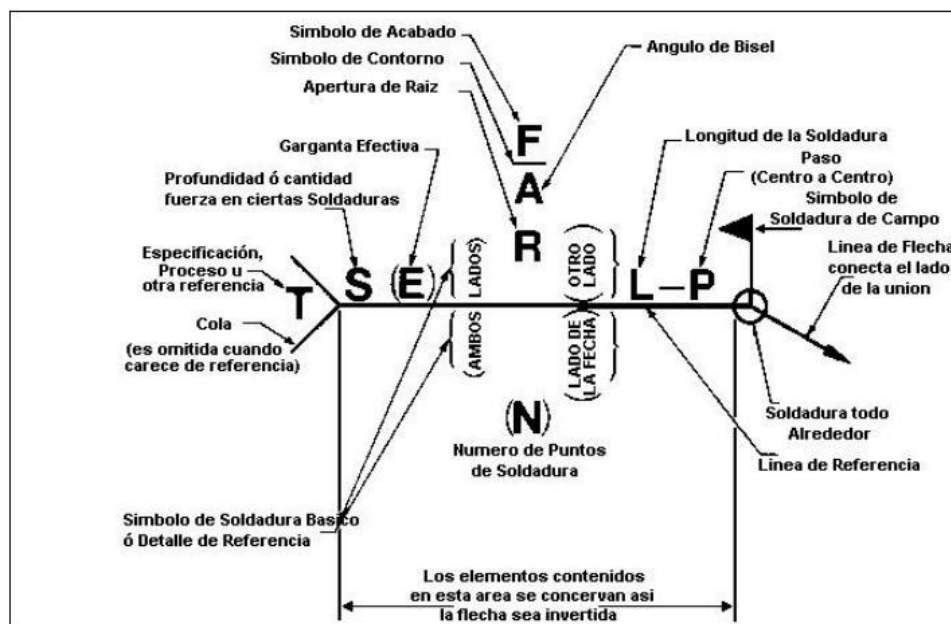 Simbolo de Acabado
Simbolo de Contorno
Apertura de Raiz
Angulo de Bisel
Garganta Efectiva
Profundidad ó cantidad
fuerza en ciertas Soldaduras
Especificación,
Proceso u
otra referencia
Cola
(es omitida cuando
carece de referencia)
F
A
R
T
S
(E)
(AMBOS LADOS)
(OTRO LADO)
(LADO DE LA FECHA)
L–P
(N)
Numero de Puntos
de Soldadura
Longitud de la Soldadura
Paso
(Centro a Centro)
Simbolo de
Soldadura de Campo
Linea de Flecha
conecta el lado
de la union
Soldadura todo
Alrededor
Linea de Referencia
Simbolo de Soldadura Basico
ó Detalle de Referencia
Los elementos contenidos
en esta area se concervan asi
la flecha sea invertida